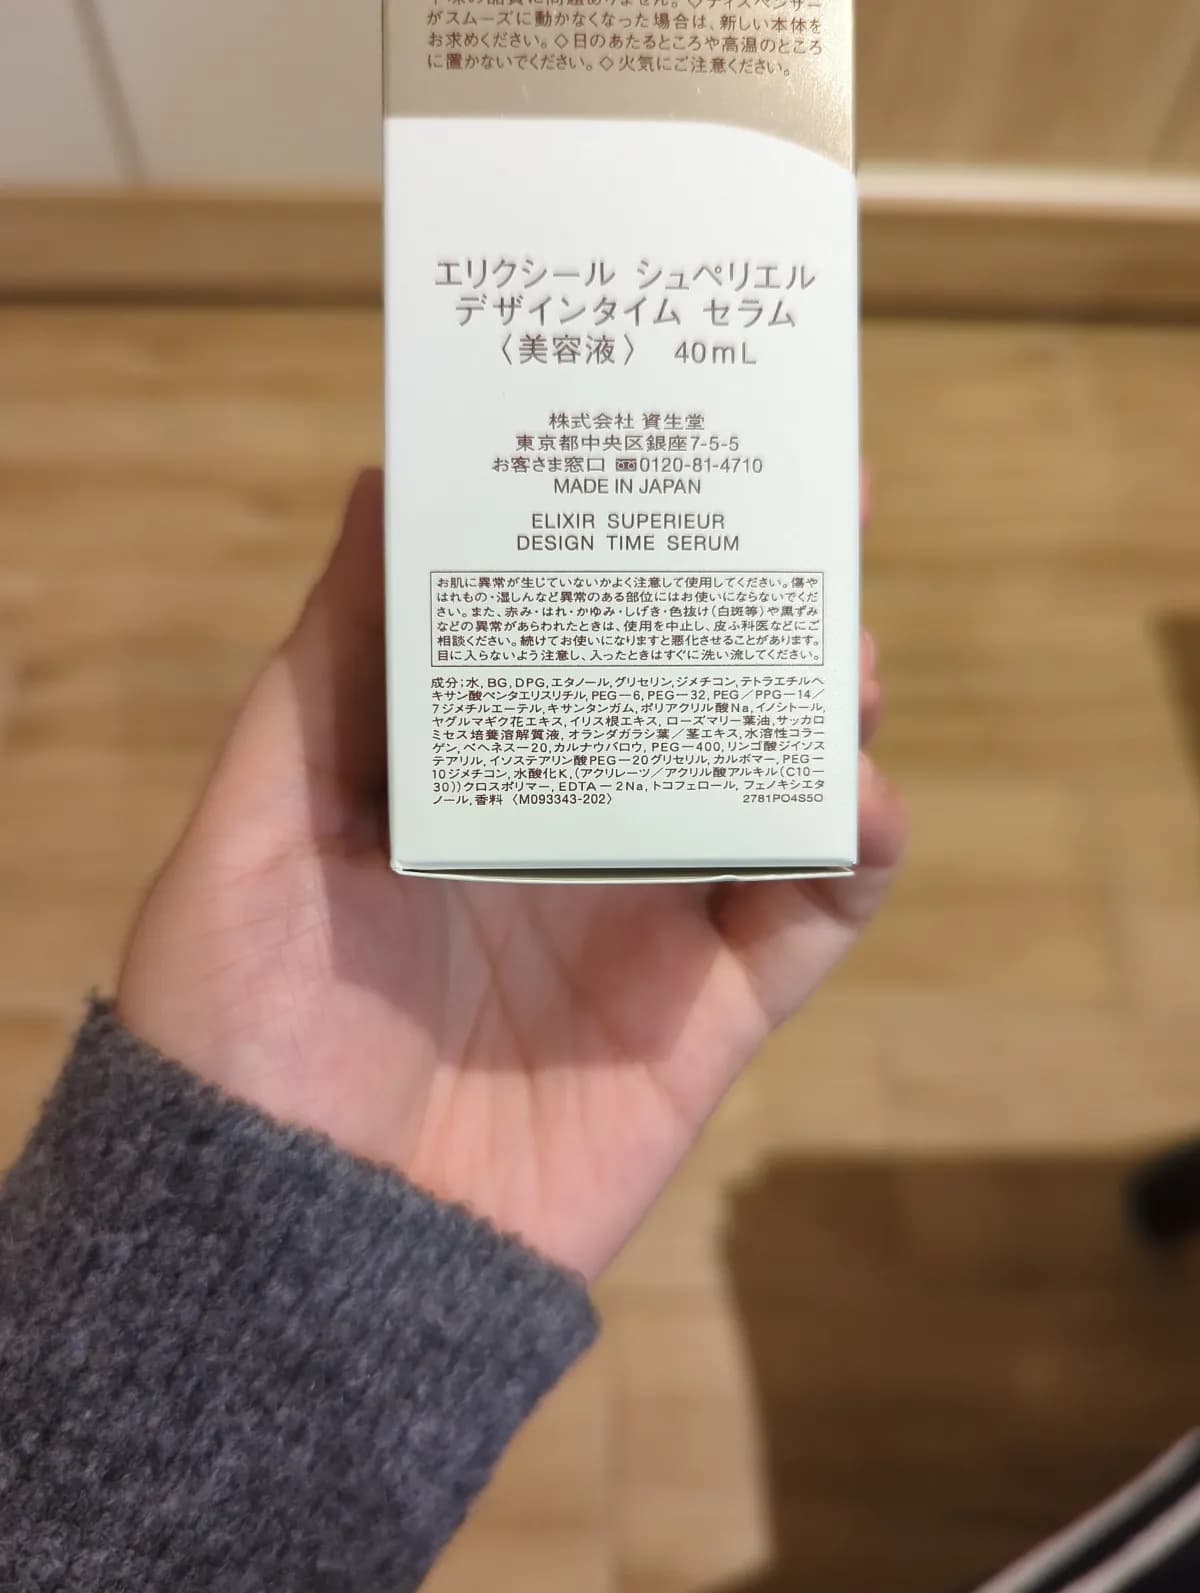 の品質に問題ありません。◇ディスペンサー
がスムーズに動かなくなった場合は、新しい本体を
お求めください。◇日のあたるところや高温のところ
に置かないでください。◇火気にご注意ください。
エリクシール シュペリエル
デザインタイム セラム
〈美容液〉 40mL
株式会社 資生堂
東京都中央区銀座7-5-5
お客さま窓口 0120-81-4710
MADE IN JAPAN
ELIXIR SUPERIEUR
DESIGN TIME SERUM
お肌に異常が生じていないかよく注意して使用してください。傷や
はれもの・湿しんなど異常のある部位にはお使いにならないでくだ
さい。また、赤み・はれ・かゆみ・しげき・色抜け(白斑等)や黒ずみ
などの異常があらわれたときは、使用を中止し、皮ふ科医などにご
相談ください。続けてお使いになりますと悪化させることがあります。
目に入らないよう注意し、入ったときはすぐに洗い流してください。
成分;水,BG,DPG,エタノール,グリセリン,ジメチコン,テトラエチルヘ
キサン酸ペンタエリスリチル,PEG-6,PEG-32,PEG/PPG-14/
7ジメチルエーテル,キサンタンガム,ポリアクリル酸Na,イノシトール,
ヤグルマギク花エキス,イリス根エキス,ローズマリー葉油,サッカロ
ミセス培養溶解質液,オランダガラシ葉/茎エキス,水溶性コラー
ゲン,ベヘネス-20,カルナウバロウ,PEG-400,リンゴ酸ジイソス
テアリル,イソステアリン酸PEG-20グリセリル,カルボマー,PEG-
10ジメチコン,水酸化K,(アクリレーツ/アクリル酸アルキル(C10-
30))クロスポリマー,EDTA-2Na,トコフェロール,フェノキシエタ
ノール,香料〈M093343-202〉 2781PO4S5O